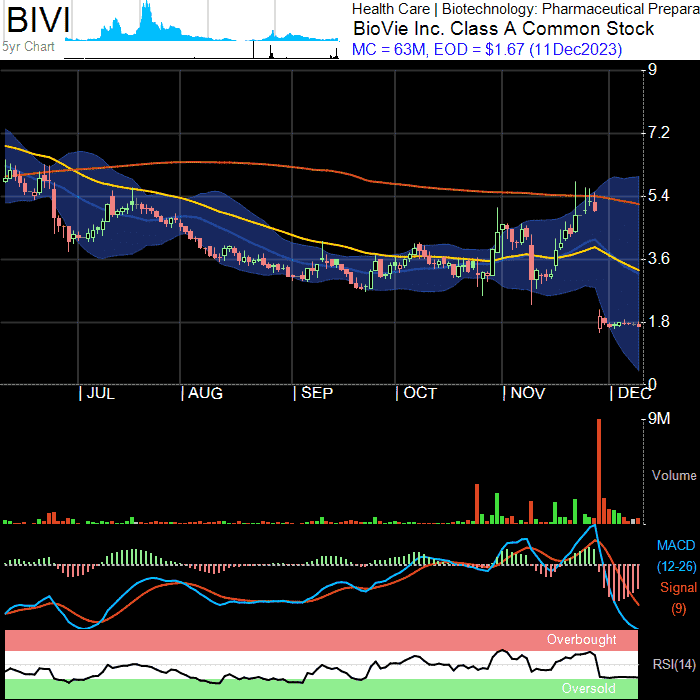 BIVI
5yr Chart
Health Care | Biotechnology: Pharmaceutical Prepara
BioVie Inc. Class A Common Stock
MC = 63M, EOD = $1.67 (11Dec2023)
9
7.2
5.4
3.6
1.8
0
| JUL | AUG | SEP | OCT | NOV | DEC
9M
Volume
MACD
(12-26)
Signal
(9)
Overbought
RSI(14)
Oversold